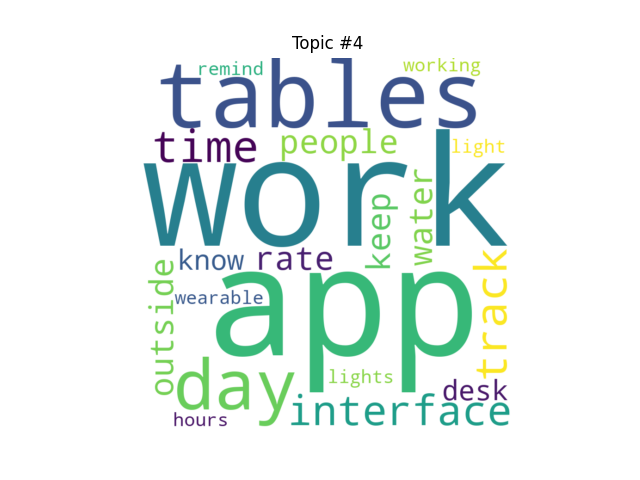 Topic #4
remind
working
tables
time
people
light
work
keep
water
know
rate
outside
wearable
app
track
day
lights
desk
interface
hours